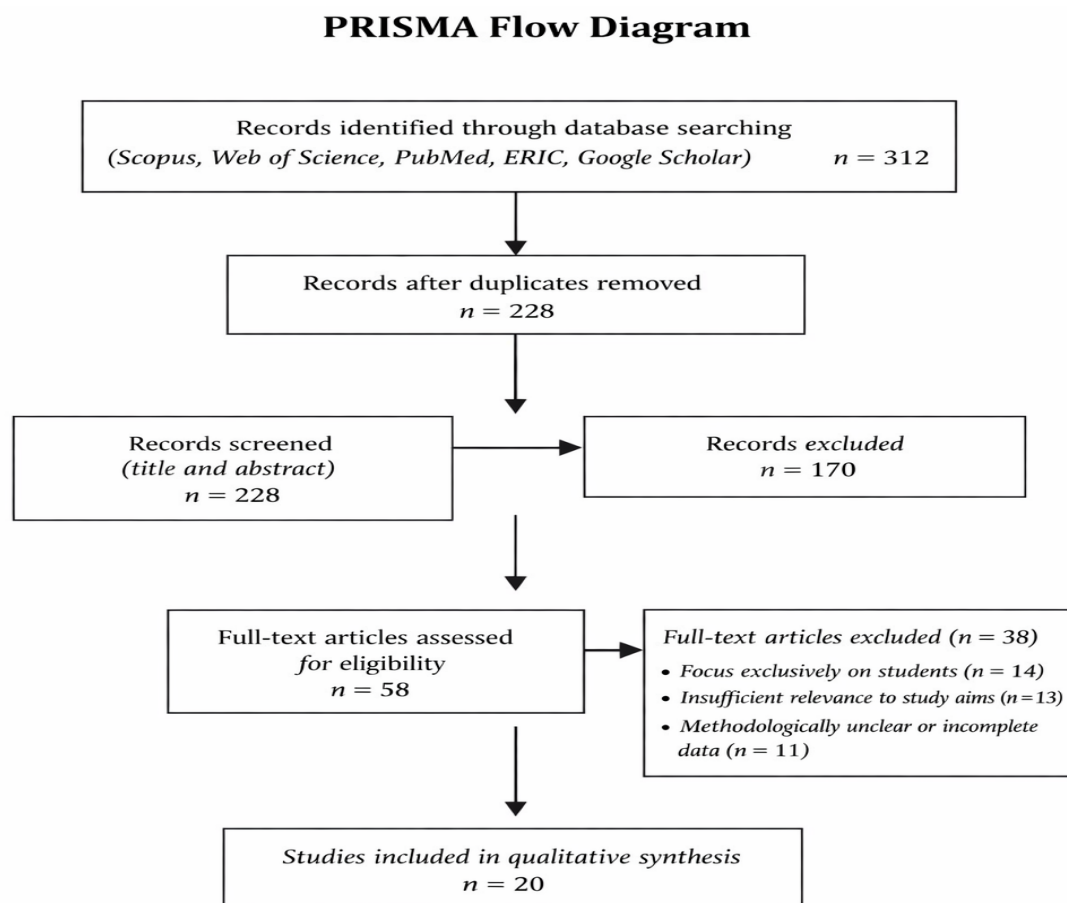 PRISMA Flow Diagram
Records identified through database searching
(Scopus, Web of Science, PubMed, ERIC, Google Scholar) n = 312
Records after duplicates removed
n = 228
Records screened
(title and abstract)
n = 228
Records excluded
n = 170
Full-text articles assessed
for eligibility
n = 58
Full-text articles excluded (n = 38)
• Focus exclusively on students (n = 14)
• Insufficient relevance to study aims (n=13)
• Methodologically unclear or incomplete
data (n = 11)
Studies included in qualitative synthesis
n = 20